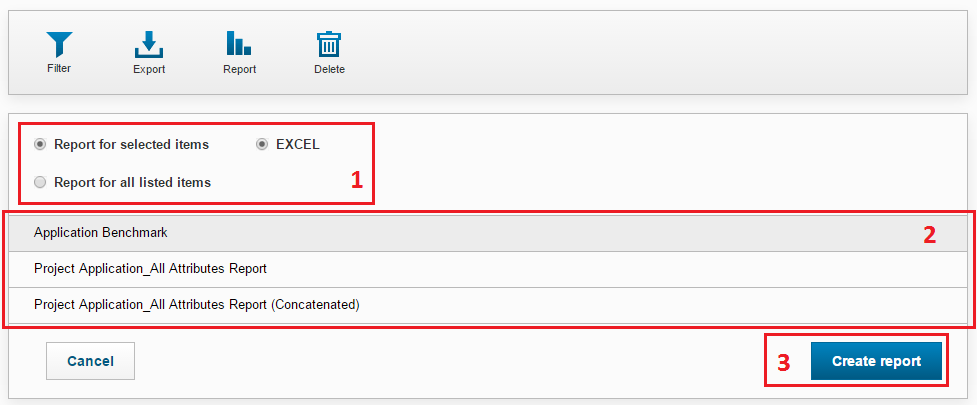 Filter Export Report Delete
Report for selected items EXCEL
Report for all listed items 1
Application Benchmark 2
Project Application_All Attributes Report
Project Application_All Attributes Report (Concatenated)
Cancel 3 Create report